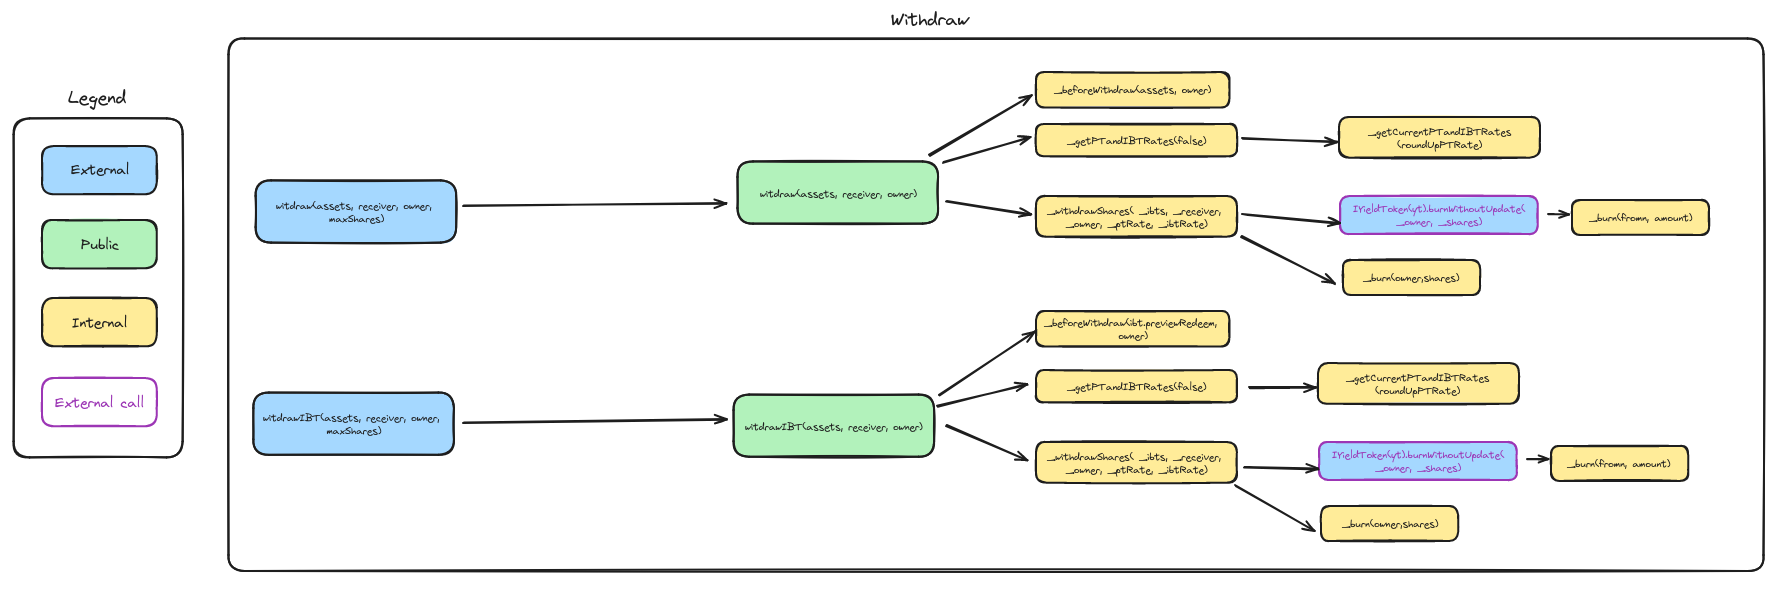 Withdraw
Legend
External
Public
Internal
External call
witdraw(assets, receiver, owner,
maxShares)
witdraw(assets, receiver, owner)
_beforeWithdraw(assets, owner)
_getPTandIBTRates(false)
_getCurrentPTandIBTRates
(roundUpPTRate)
_withdrawShares( _ibts, _receiver,
_owner, _ptRate, _ibtRate)
IYieldToken(yt).burnWithoutUpdate(
_owner, _shares)
_burn(fromn, amount)
_burn(owner,shares)
witdrawIBT(assets, receiver, owner,
maxShares)
witdrawIBT(assets, receiver, owner)
_beforeWithdraw(ibt.previewRedeem,
owner)
_getPTandIBTRates(false)
_getCurrentPTandIBTRates
(roundUpPTRate)
_withdrawShares( _ibts, _receiver,
_owner, _ptRate, _ibtRate)
IYieldToken(yt).burnWithoutUpdate(
_owner, _shares)
_burn(fromn, amount)
_burn(owner,shares)